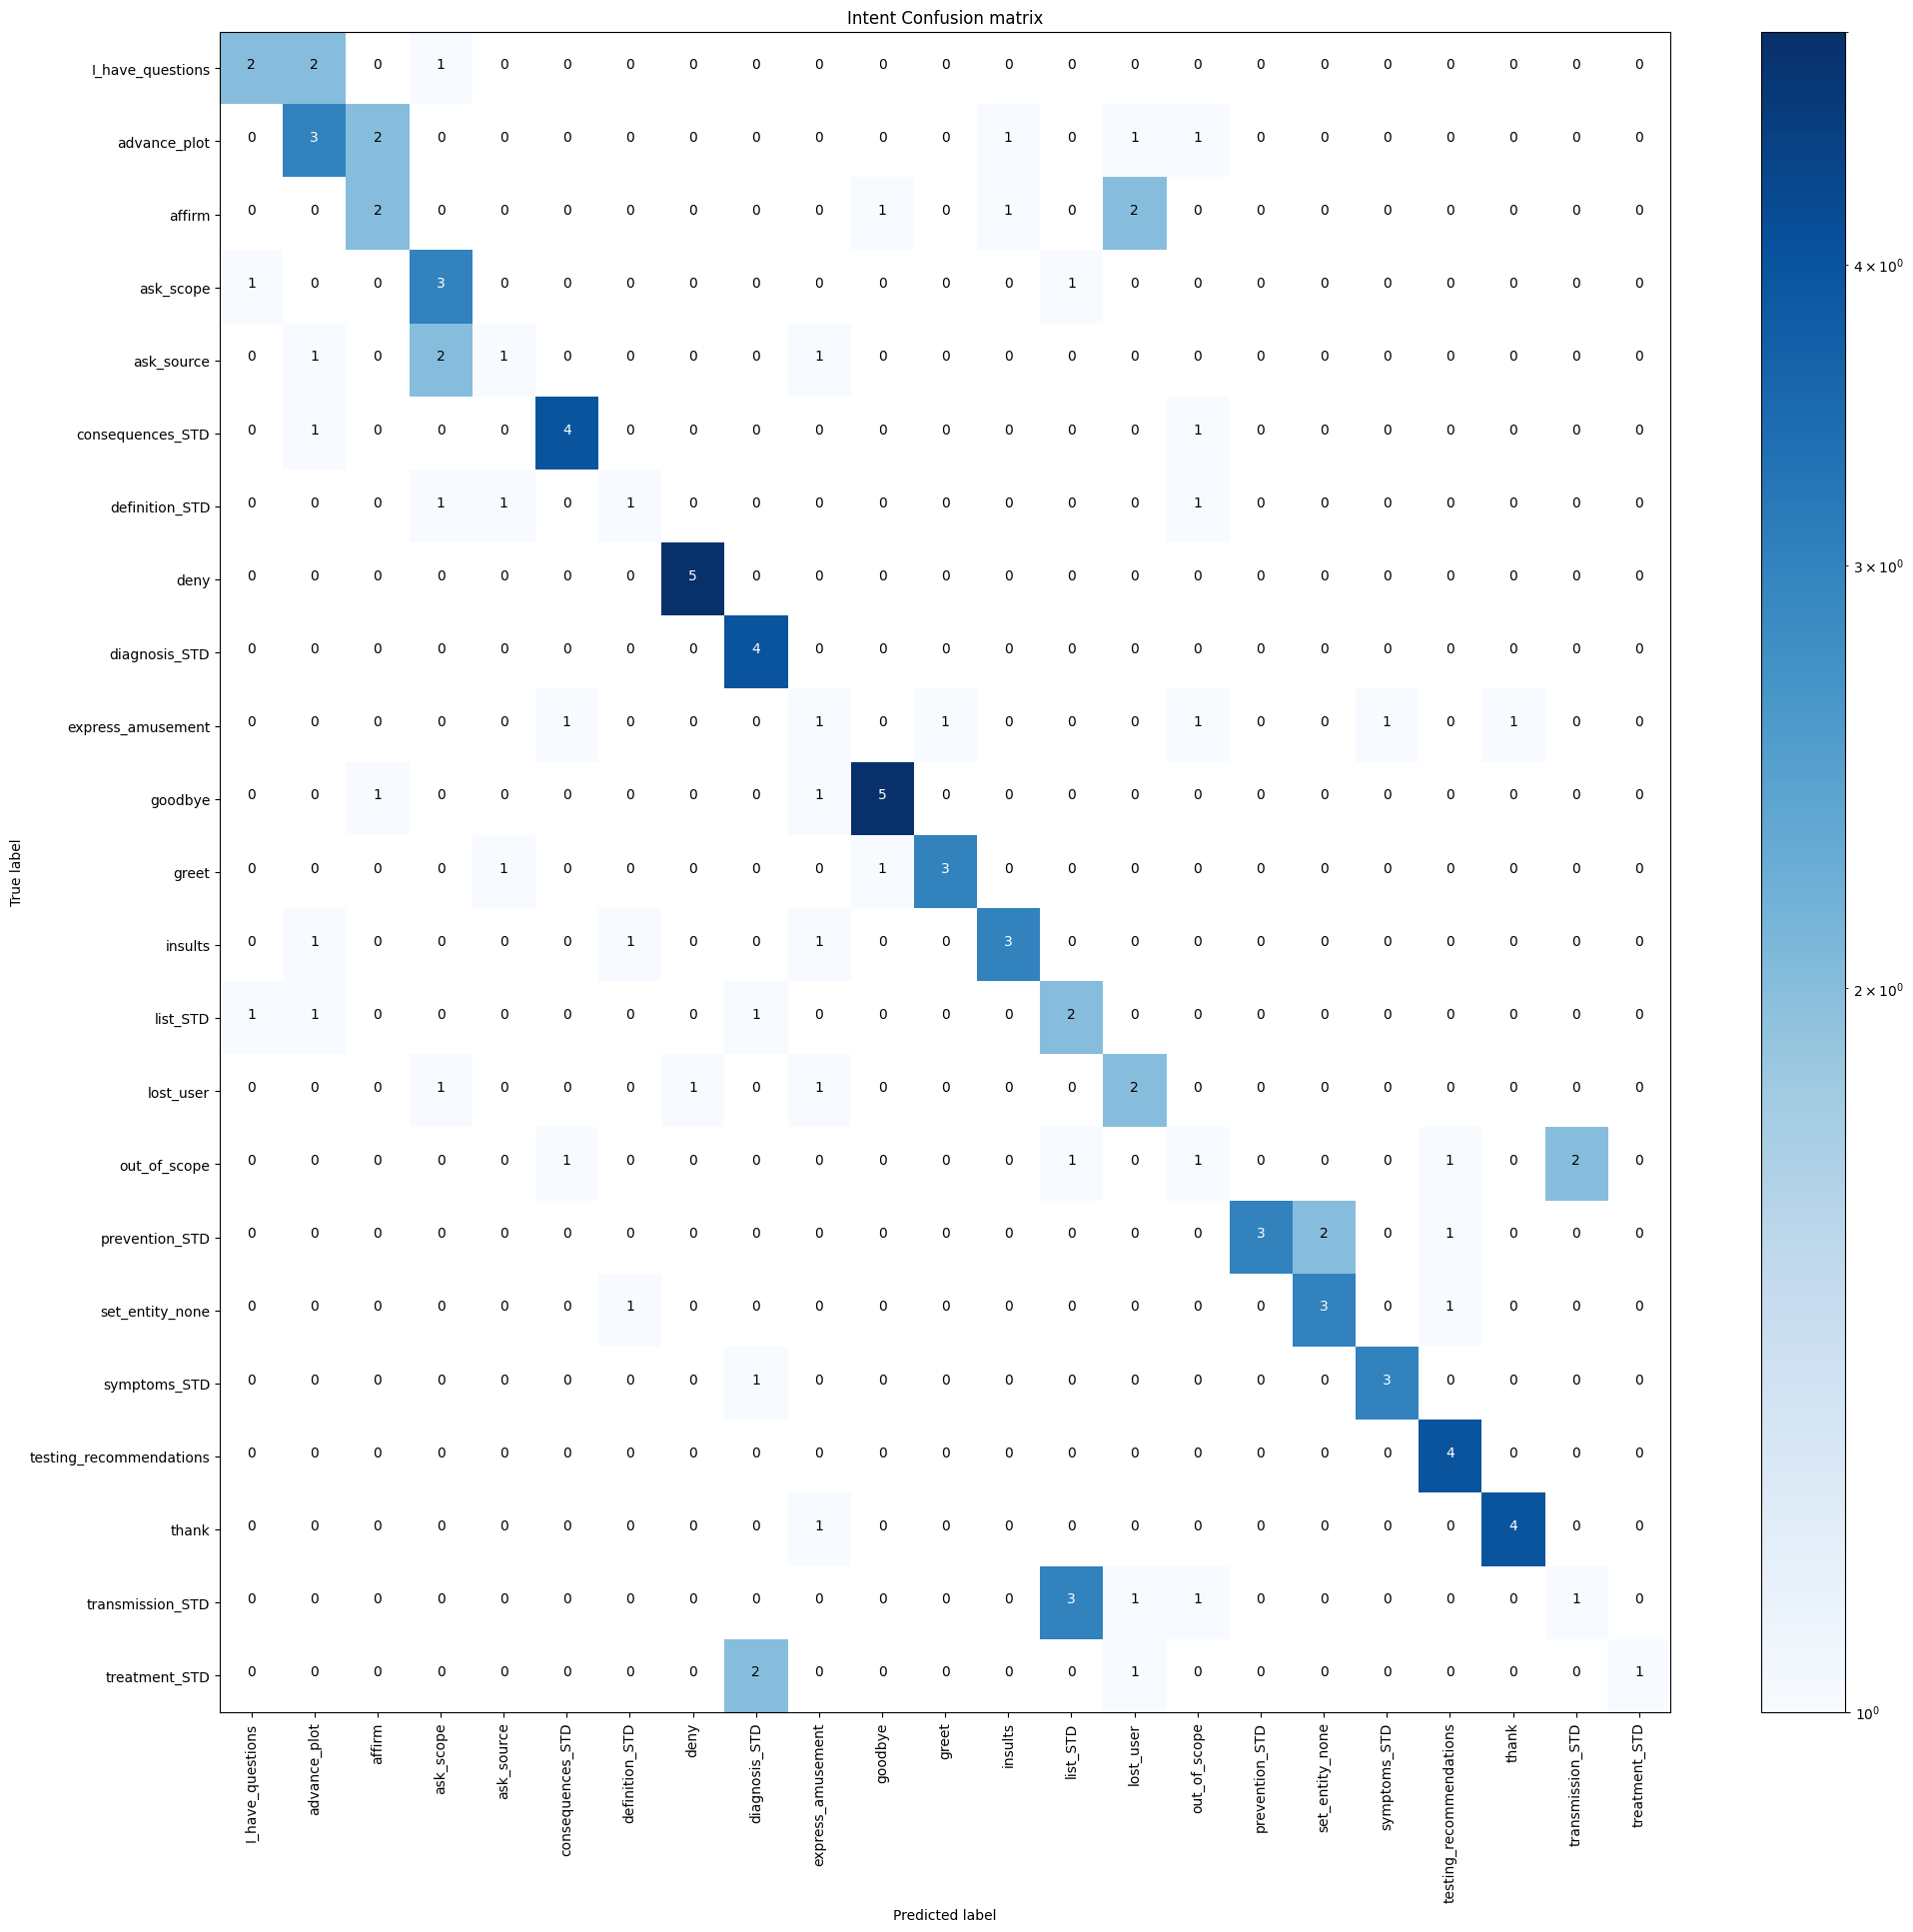 Intent Confusion matrix
I_have_questions 2 2 0 1 0 0 0 0 0 0 0 0 0 0 0 0 0 0 0 0 0 0 0
advance_plot 0 3 2 0 0 0 0 0 0 0 0 0 1 0 1 1 0 0 0 0 0 0 0
affirm 0 0 2 0 0 0 0 0 0 0 1 0 1 0 2 0 0 0 0 0 0 0 0
ask_scope 1 0 0 3 0 0 0 0 0 0 0 0 0 1 0 0 0 0 0 0 0 0 0
ask_source 0 1 0 2 1 0 0 0 0 1 0 0 0 0 0 0 0 0 0 0 0 0 0
consequences_STD 0 1 0 0 0 4 0 0 0 0 0 0 0 0 0 1 0 0 0 0 0 0 0
definition_STD 0 0 0 1 1 0 1 0 0 0 0 0 0 0 0 1 0 0 0 0 0 0 0
deny 0 0 0 0 0 0 0 5 0 0 0 0 0 0 0 0 0 0 0 0 0 0 0
diagnosis_STD 0 0 0 0 0 0 0 0 4 0 0 0 0 0 0 0 0 0 0 0 0 0 0
express_amusement 0 0 0 0 0 1 0 0 0 1 0 1 0 0 0 1 0 0 1 0 1 0 0
goodbye 0 0 1 0 0 0 0 0 0 1 5 0 0 0 0 0 0 0 0 0 0 0 0
greet 0 0 0 0 1 0 0 0 0 0 1 3 0 0 0 0 0 0 0 0 0 0 0
insults 0 1 0 0 0 0 1 0 0 1 0 0 3 0 0 0 0 0 0 0 0 0 0
list_STD 1 1 0 0 0 0 0 0 1 0 0 0 0 2 0 0 0 0 0 0 0 0 0
lost_user 0 0 0 1 0 0 0 1 0 1 0 0 0 0 2 0 0 0 0 0 0 0 0
out_of_scope 0 0 0 0 0 1 0 0 0 0 0 0 0 1 0 1 0 0 0 1 0 2 0
prevention_STD 0 0 0 0 0 0 0 0 0 0 0 0 0 0 0 0 3 2 0 1 0 0 0
set_entity_none 0 0 0 0 0 0 1 0 0 0 0 0 0 0 0 0 0 3 0 1 0 0 0
symptoms_STD 0 0 0 0 0 0 0 0 1 0 0 0 0 0 0 0 0 0 3 0 0 0 0
testing_recommendations 0 0 0 0 0 0 0 0 0 0 0 0 0 0 0 0 0 0 0 4 0 0 0
thank 0 0 0 0 0 0 0 0 0 1 0 0 0 0 0 0 0 0 0 0 4 0 0
transmission_STD 0 0 0 0 0 0 0 0 0 0 0 0 0 3 1 1 0 0 0 0 0 1 0
treatment_STD 0 0 0 0 0 0 0 0 2 0 0 0 0 0 1 0 0 0 0 0 0 0 1
True label
I_have_questions
advance_plot
affirm
ask_scope
ask_source
consequences_STD
definition_STD
deny
diagnosis_STD
express_amusement
goodbye
greet
insults
list_STD
lost_user
out_of_scope
prevention_STD
set_entity_none
symptoms_STD
testing_recommendations
thank
transmission_STD
treatment_STD
Predicted label
4 × 10⁰
3 × 10⁰
2 × 10⁰
10⁰